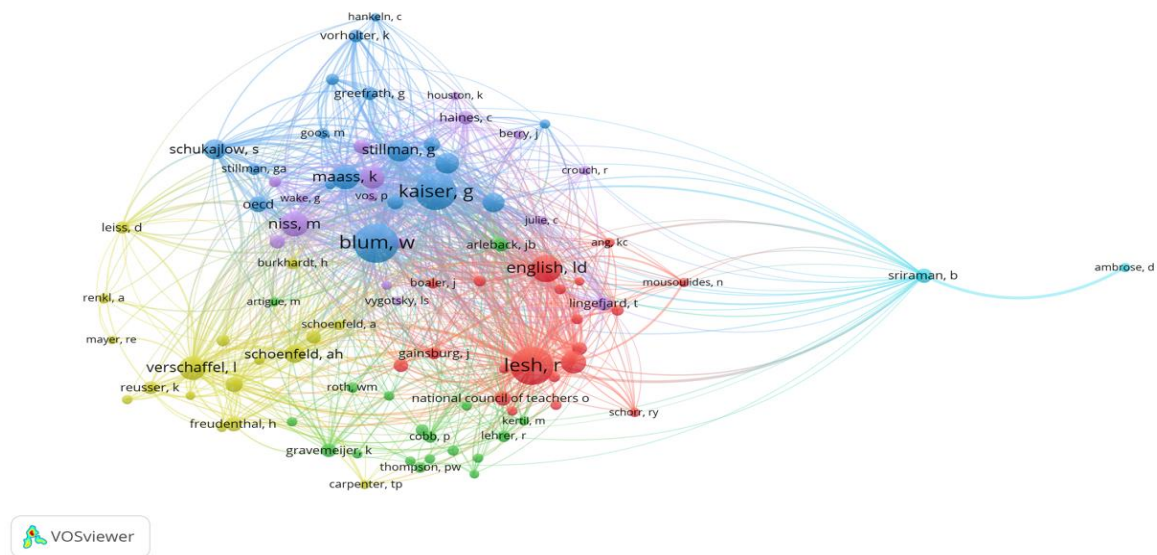 hankeln, c
vorholter, k
greefrath, g
houston, k
haines, c
goos, m
berry, j
schukajlow, s
stillman, g
stillman, ga
maass, k
crouch, r
kaiser, g
wake, g
vos, p
oecd
niss, m
julie, c
leiss, d
blum, w
arleback, jb
ang, kc
burkhardt, h
english, ld
sriraman, b
ambrose, d
boaler, j
mousoulides, n
renkl, a
artigue, m
vygotsky, ls
lingefjard, t
schoenfeld, a
mayer, re
schoenfeld, ah
gainsburg, j
verschaffel, l
lesh, r
reusser, k
roth, wm
national council of teachers o
schorr, ry
freudenthal, h
kertil, m
cobb, p
lehrer, r
gravemeijer, k
thompson, pw
carpenter, tp
VOSviewer